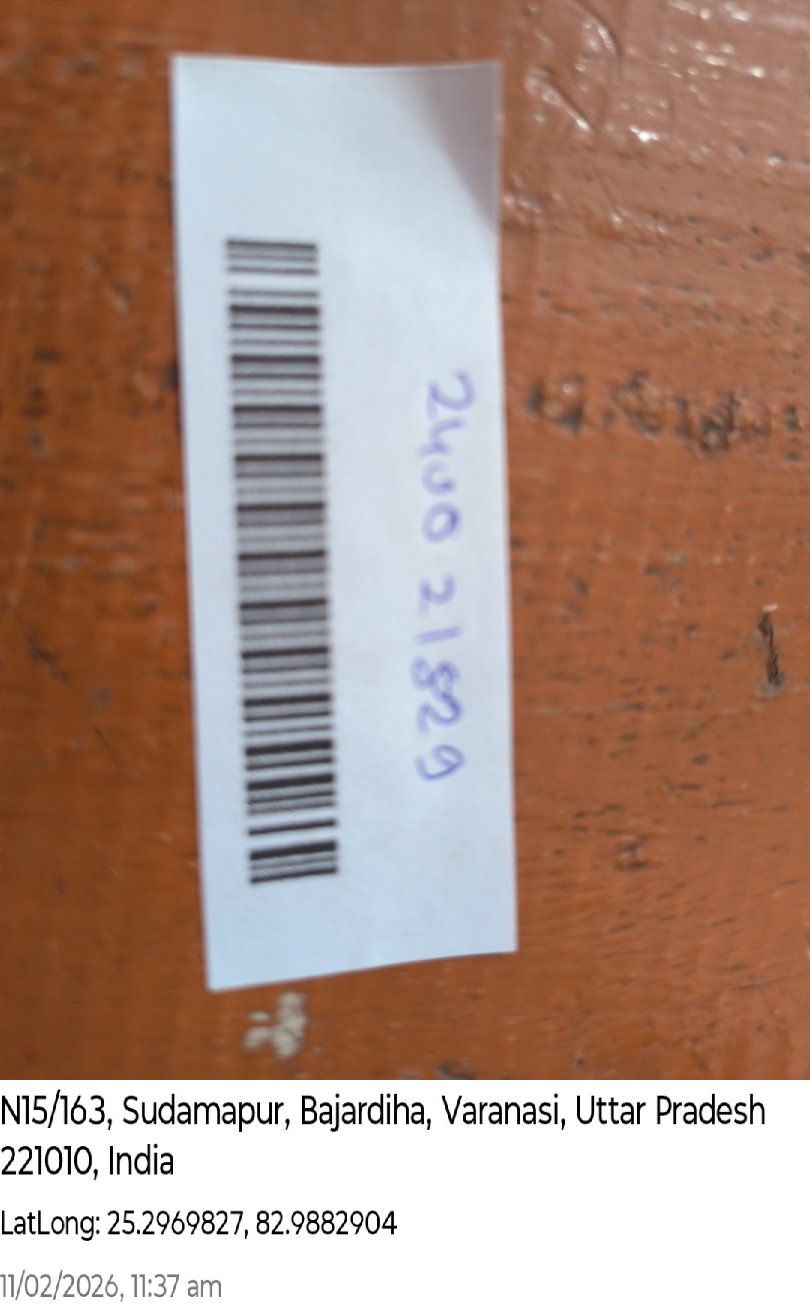 2400 21829
N15/163, Sudamapur, Bajardiha, Varanasi, Uttar Pradesh
221010, India
LatLong: 25.2969827, 82.9882904
11/02/2026, 11:37 am